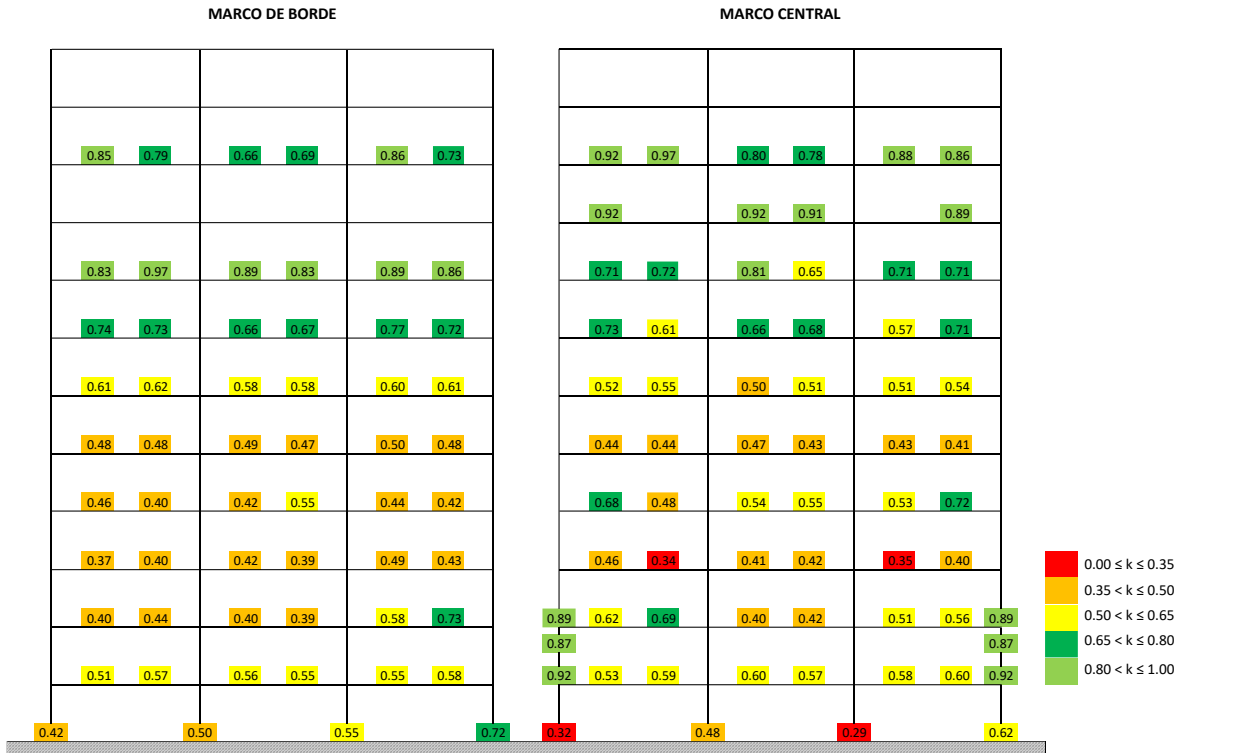 MARCO DE BORDE MARCO CENTRAL
0.85 0.79 0.66 0.69 0.86 0.73 0.92 0.97 0.80 0.78 0.88 0.86
0.92 0.92 0.91 0.89
0.83 0.97 0.89 0.83 0.89 0.86 0.71 0.72 0.81 0.65 0.71 0.71
0.74 0.73 0.66 0.67 0.77 0.72 0.73 0.61 0.66 0.68 0.57 0.71
0.61 0.62 0.58 0.58 0.60 0.61 0.52 0.55 0.50 0.51 0.51 0.54
0.48 0.48 0.49 0.47 0.50 0.48 0.44 0.44 0.47 0.43 0.43 0.41
0.46 0.40 0.42 0.55 0.44 0.42 0.68 0.48 0.54 0.55 0.53 0.72
0.37 0.40 0.42 0.39 0.49 0.43 0.46 0.34 0.41 0.42 0.35 0.40
0.40 0.44 0.40 0.39 0.58 0.73 0.89 0.62 0.69 0.40 0.42 0.51 0.56 0.89
0.87 0.87
0.51 0.57 0.56 0.55 0.55 0.58 0.92 0.53 0.59 0.60 0.57 0.58 0.60 0.92
0.42 0.50 0.55 0.72 0.32 0.48 0.29 0.62
0.00 ≤ k ≤ 0.35
0.35 < k ≤ 0.50
0.50 < k ≤ 0.65
0.65 < k ≤ 0.80
0.80 < k ≤ 1.00